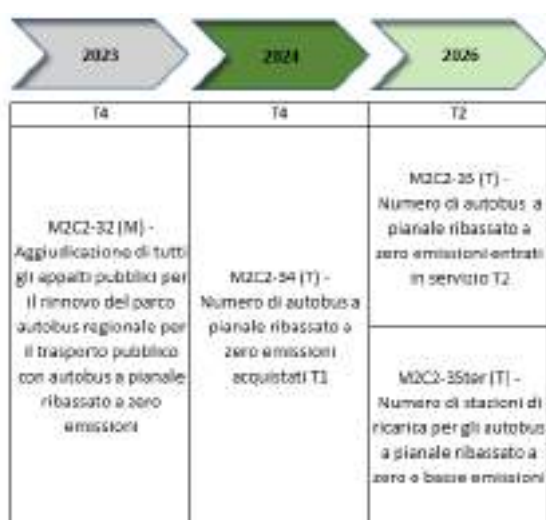 2023
2024
2026
T4
T4
T2
M2C2-32 (M) -
Aggiudicazione di tutti
gli appalti pubblici per
il rinnovo del parco
autobus regionale per
il trasporto pubblico
con autobus a pianale
ribassato a zero
emissioni
M2C2-34 (T) -
Numero di autobus a
pianale ribassato a
zero emissioni
acquistati T1
M2C2-35 (T) -
Numero di autobus a
pianale ribassato a
zero emissioni entrati
in servizio T2
M2C2-35ter (T) -
Numero di stazioni di
ricarica per gli autobus
a pianale ribassato a
zero e basse emissioni